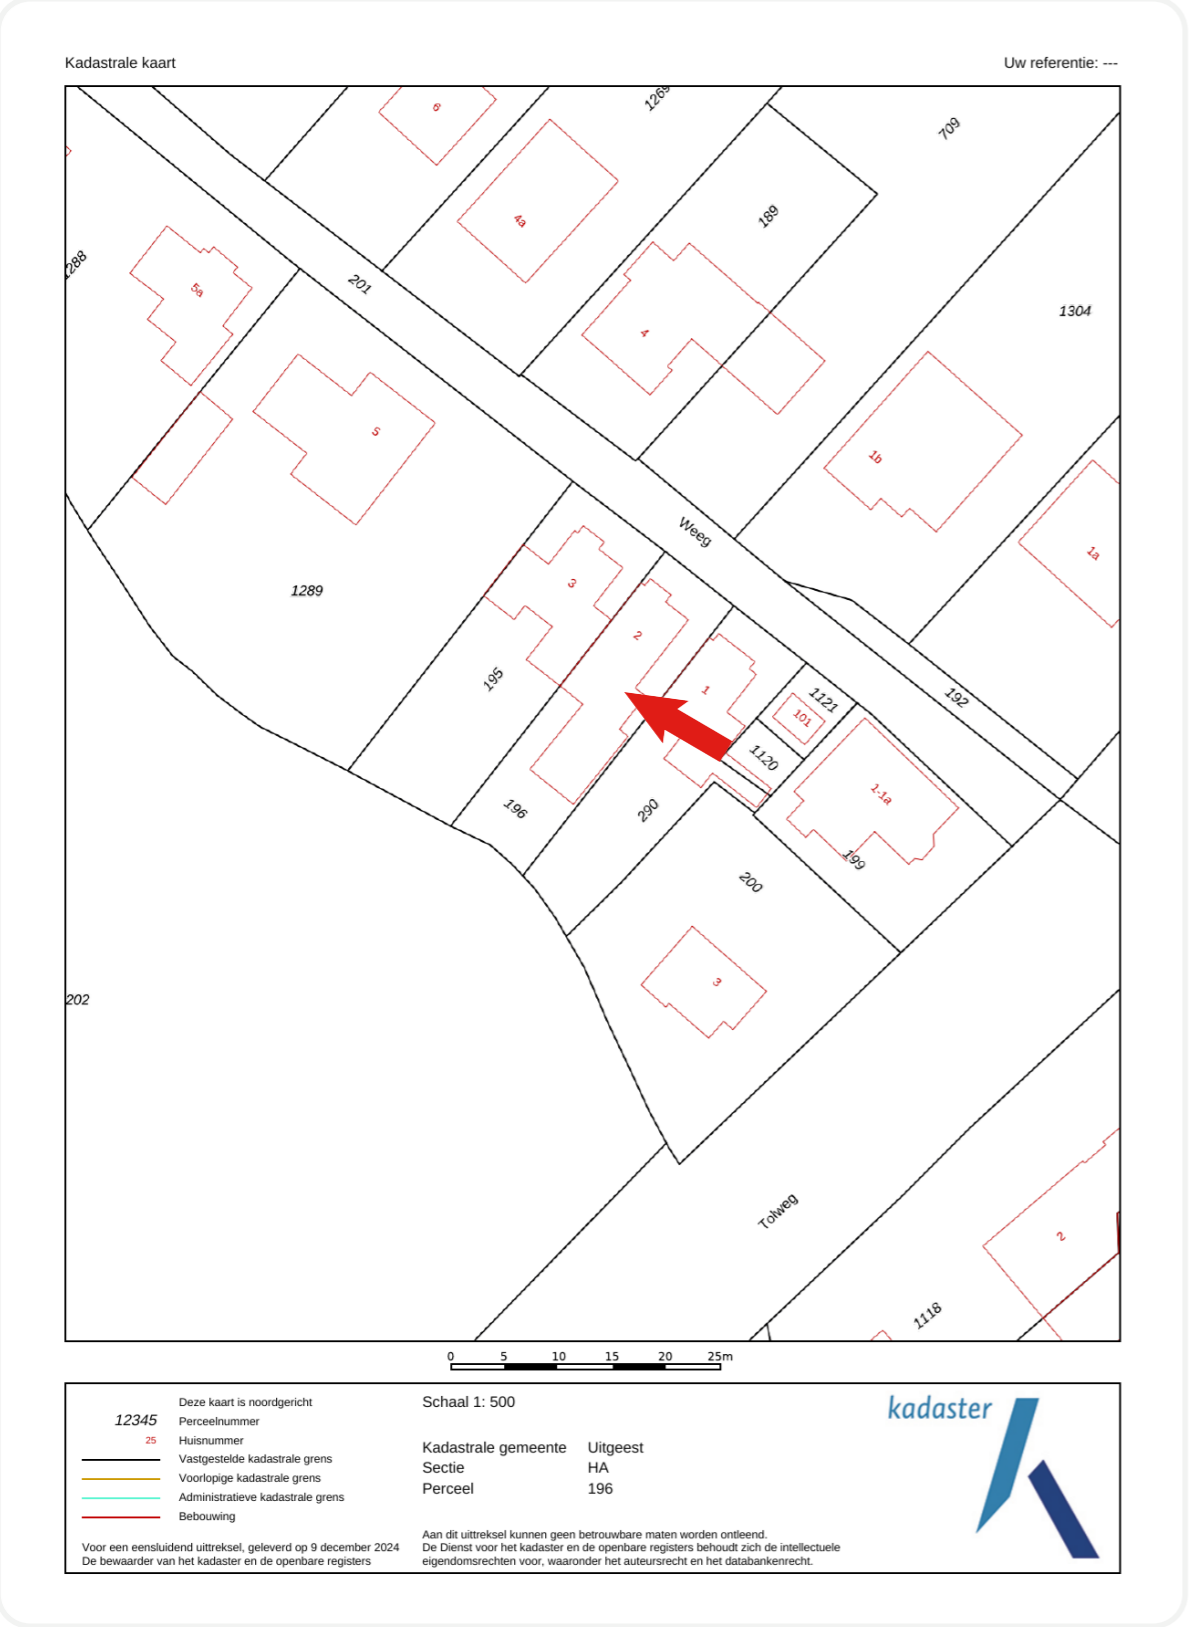 Kadastrale kaart
Uw referentie: ---
6
1269
709
4a
189
1288
5a
201
4
1304
5
1b
Weeg
1a
3
1289
2
195
1
1121
192
101
1120
1-1a
196
290
199
200
3
202
Tolweg
2
1118
0 5 10 15 20 25m
Deze kaart is noordgericht
12345 Perceelnummer
25 Huisnummer
Vastgestelde kadastrale grens
Voorlopige kadastrale grens
Administratieve kadastrale grens
Bebouwing
Voor een eensluidend uittreksel, geleverd op 9 december 2024
De bewaarder van het kadaster en de openbare registers
Schaal 1: 500
Kadastrale gemeente Uitgeest
Sectie HA
Perceel 196
Aan dit uittreksel kunnen geen betrouwbare maten worden ontleend.
De Dienst voor het kadaster en de openbare registers behoudt zich de intellectuele
eigendomsrechten voor, waaronder het auteursrecht en het databankenrecht.
kadaster